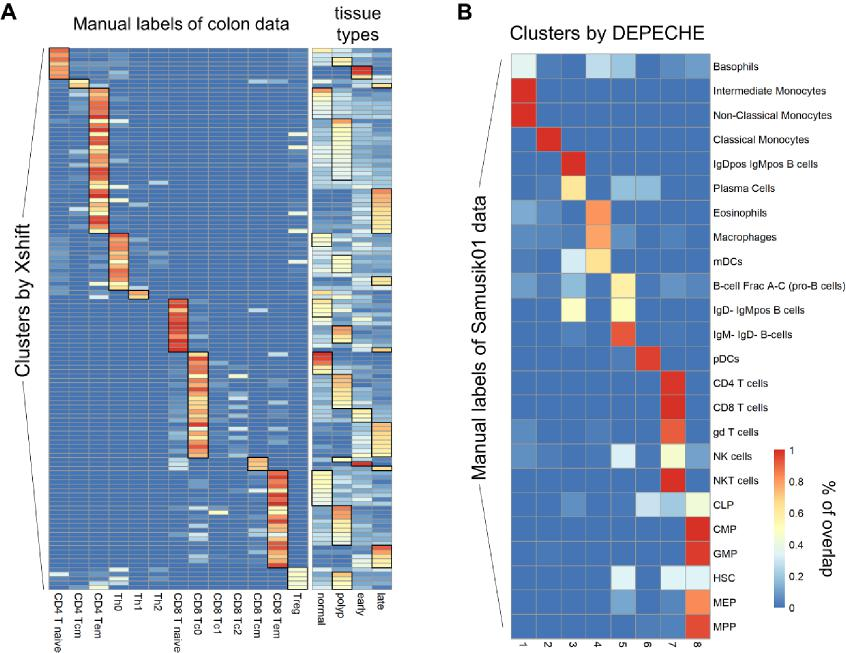 A
Manual labels of colon data
tissue
types
Clusters by Xshift
CD4 T naive
CD4 Tcm
CD4 Tem
Th0
Th1
Th2
CD8 T naive
CD8 Tc0
CD8 Tc1
CD8 Tc2
CD8 Tcm
CD8 Tem
Treg
normal
polyp
early
late
B
Clusters by DEPECHE
Manual labels of Samusik01 data
Basophils
Intermediate Monocytes
Non-Classical Monocytes
Classical Monocytes
IgDpos IgMpos B cells
Plasma Cells
Eosinophils
Macrophages
mDCs
B-cell Frac A-C (pro-B cells)
IgD- IgMpos B cells
IgM- IgD- B-cells
pDCs
CD4 T cells
CD8 T cells
gd T cells
NK cells
NKT cells
CLP
CMP
GMP
HSC
MEP
MPP
1
2
3
4
5
6
7
8
1
0.8
0.6
0.4
0.2
0
% of overlap